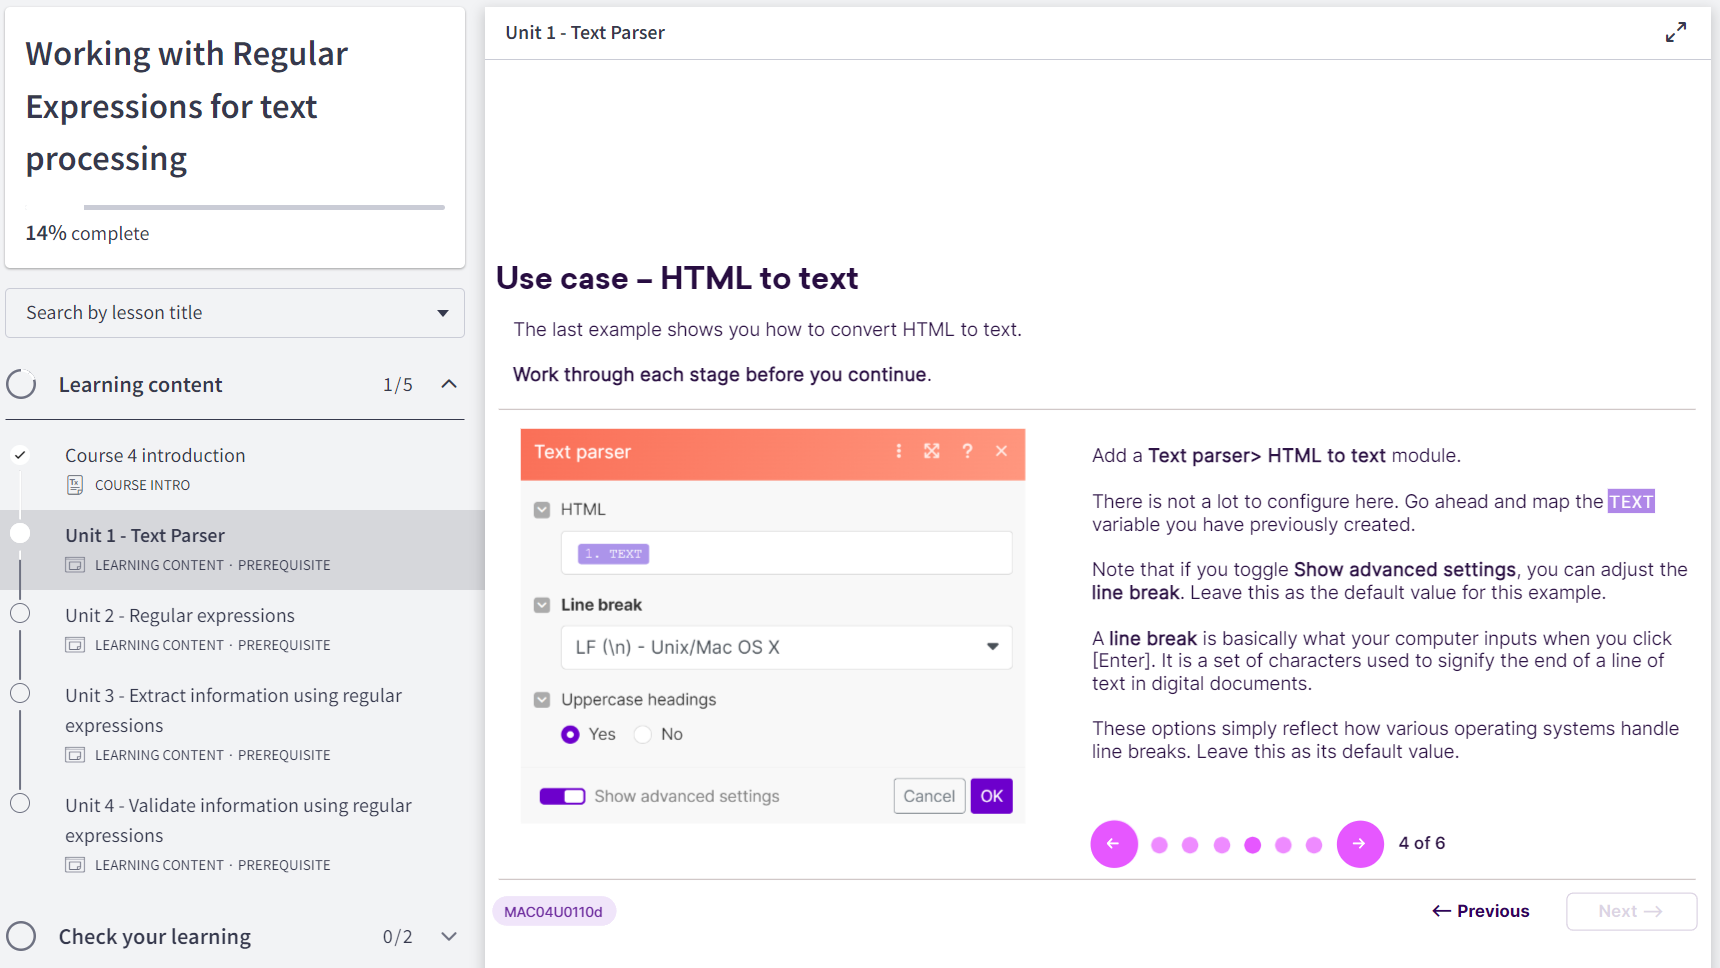 Working with Regular
Expressions for text
processing
14% complete
Search by lesson title
Learning content 1/5
Course 4 introduction
Tx COURSE INTRO
Unit 1 - Text Parser
LEARNING CONTENT · PREREQUISITE
Unit 2 - Regular expressions
LEARNING CONTENT · PREREQUISITE
Unit 3 - Extract information using regular
expressions
LEARNING CONTENT · PREREQUISITE
Unit 4 - Validate information using regular
expressions
LEARNING CONTENT · PREREQUISITE
Check your learning 0/2
Unit 1 - Text Parser
Use case – HTML to text
The last example shows you how to convert HTML to text.
Work through each stage before you continue.
Text parser ?
HTML
1. TEXT
Line break
LF (\n) - Unix/Mac OS X
Uppercase headings
Yes No
Show advanced settings Cancel OK
Add a Text parser> HTML to text module.
There is not a lot to configure here. Go ahead and map the TEXT
variable you have previously created.
Note that if you toggle Show advanced settings, you can adjust the
line break. Leave this as the default value for this example.
A line break is basically what your computer inputs when you click
[Enter]. It is a set of characters used to signify the end of a line of
text in digital documents.
These options simply reflect how various operating systems handle
line breaks. Leave this as its default value.
4 of 6
MAC04U0110d
← Previous
Next →